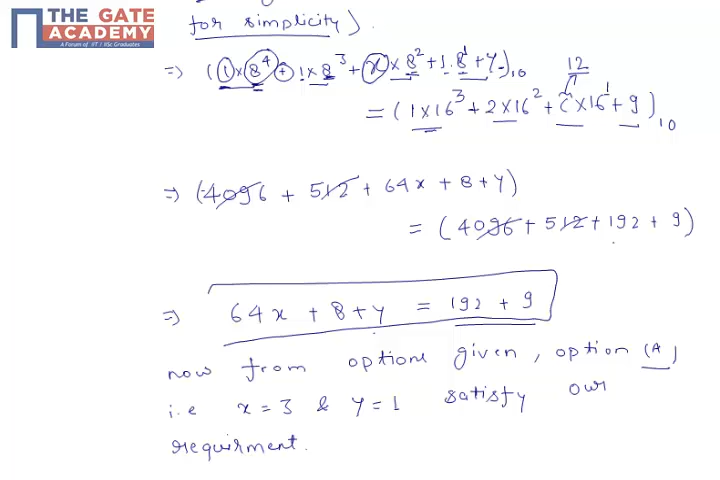 THE GATE
ACADEMY
A Forum of IIT / IISc Graduates
for simplicity)
=> (1×8⁴ + 1×8³ + x×8² + 1.8¹ + y)₁₀
12
= (1×16³ + 2×16² + C×16¹ + 9)₁₀
=> (4096 + 512 + 64x + 8 + y)
= (4096 + 512 + 192 + 9)
=> 64x + 8 + y = 192 + 9
now from options given, option (A)
i.e x = 3 & y = 1 satisfy our
requirment.